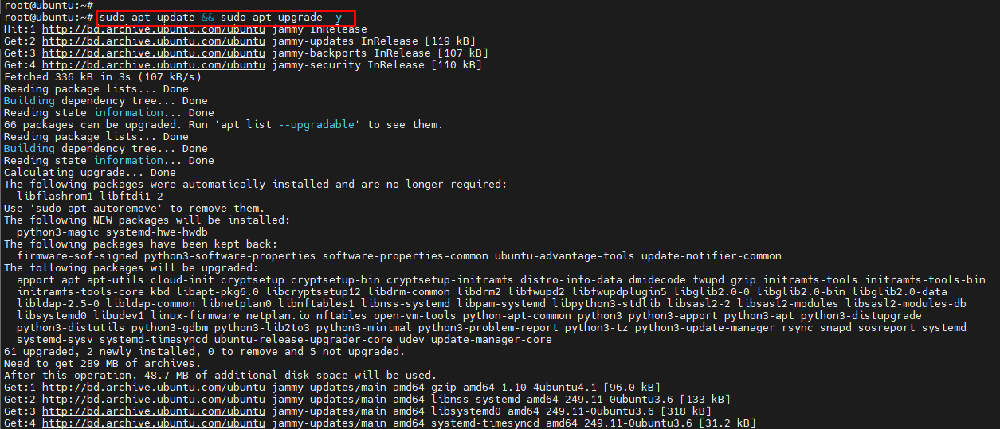 root@ubuntu:~#
root@ubuntu:~# sudo apt update && sudo apt upgrade -y
Hit:1 http://bd.archive.ubuntu.com/ubuntu jammy InRelease
Get:2 http://bd.archive.ubuntu.com/ubuntu jammy-updates InRelease [119 kB]
Get:3 http://bd.archive.ubuntu.com/ubuntu jammy-backports InRelease [107 kB]
Get:4 http://bd.archive.ubuntu.com/ubuntu jammy-security InRelease [110 kB]
Fetched 336 kB in 3s (107 kB/s)
Reading package lists... Done
Building dependency tree... Done
Reading state information... Done
66 packages can be upgraded. Run 'apt list --upgradable' to see them.
Reading package lists... Done
Building dependency tree... Done
Reading state information... Done
Calculating upgrade... Done
The following packages were automatically installed and are no longer required:
  libflashrom1 libftdi1-2
Use 'sudo apt autoremove' to remove them.
The following NEW packages will be installed:
  python3-magic systemd-hwe-hwdb
The following packages have been kept back:
  firmware-sof-signed python3-software-properties software-properties-common ubuntu-advantage-tools update-notifier-common
The following packages will be upgraded:
  apport apt apt-utils cloud-init cryptsetup cryptsetup-bin cryptsetup-initramfs distro-info-data dmidecode fwupd gzip initramfs-tools initramfs-tools-bin
  initramfs-tools-core kbd libapt-pkg6.0 libcryptsetup12 libdrm-common libdrm2 libfwupd2 libfwupdplugin5 libglib2.0-0 libglib2.0-bin libglib2.0-data
  libldap-2.5-0 libldap-common libnetplan0 libnftables1 libnss-systemd libpam-systemd libpython3-stdlib libsasl2-2 libsasl2-modules libsasl2-modules-db
  libsystemd0 libudev1 linux-firmware netplan.io nftables open-vm-tools python-apt-common python3 python3-apport python3-apt python3-distupgrade
  python3-distutils python3-gdbm python3-lib2to3 python3-minimal python3-problem-report python3-tz python3-update-manager rsync snapd sosreport systemd
  systemd-sysv systemd-timesyncd ubuntu-release-upgrader-core udev update-manager-core
61 upgraded, 2 newly installed, 0 to remove and 5 not upgraded.
Need to get 289 MB of archives.
After this operation, 48.7 MB of additional disk space will be used.
Get:1 http://bd.archive.ubuntu.com/ubuntu jammy-updates/main amd64 gzip amd64 1.10-4ubuntu4.1 [96.0 kB]
Get:2 http://bd.archive.ubuntu.com/ubuntu jammy-updates/main amd64 libnss-systemd amd64 249.11-0ubuntu3.6 [133 kB]
Get:3 http://bd.archive.ubuntu.com/ubuntu jammy-updates/main amd64 libsystemd0 amd64 249.11-0ubuntu3.6 [318 kB]
Get:4 http://bd.archive.ubuntu.com/ubuntu jammy-updates/main amd64 systemd-timesyncd amd64 249.11-0ubuntu3.6 [31.2 kB]